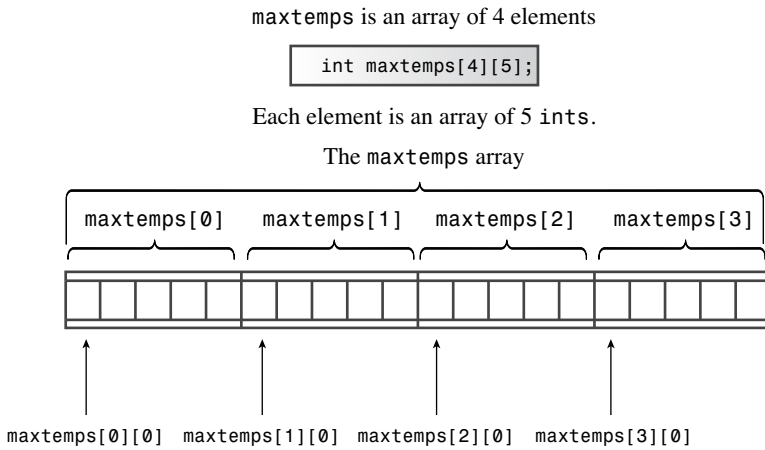 maxtemps is an array of 4 elements
int maxtemps[4][5];
Each element is an array of 5 ints.
The maxtemps array
maxtemps[0] maxtemps[1] maxtemps[2] maxtemps[3]
maxtemps[0][0] maxtemps[1][0] maxtemps[2][0] maxtemps[3][0]